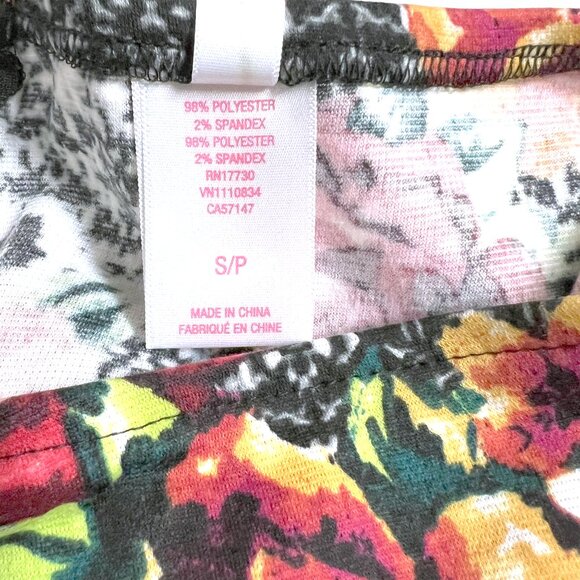 98% POLYESTER
2% SPANDEX
98% POLYESTER
2% SPANDEX
RN17730
VN1110834
CA57147
S/P
MADE IN CHINA
FABRIQUÉ EN CHINE